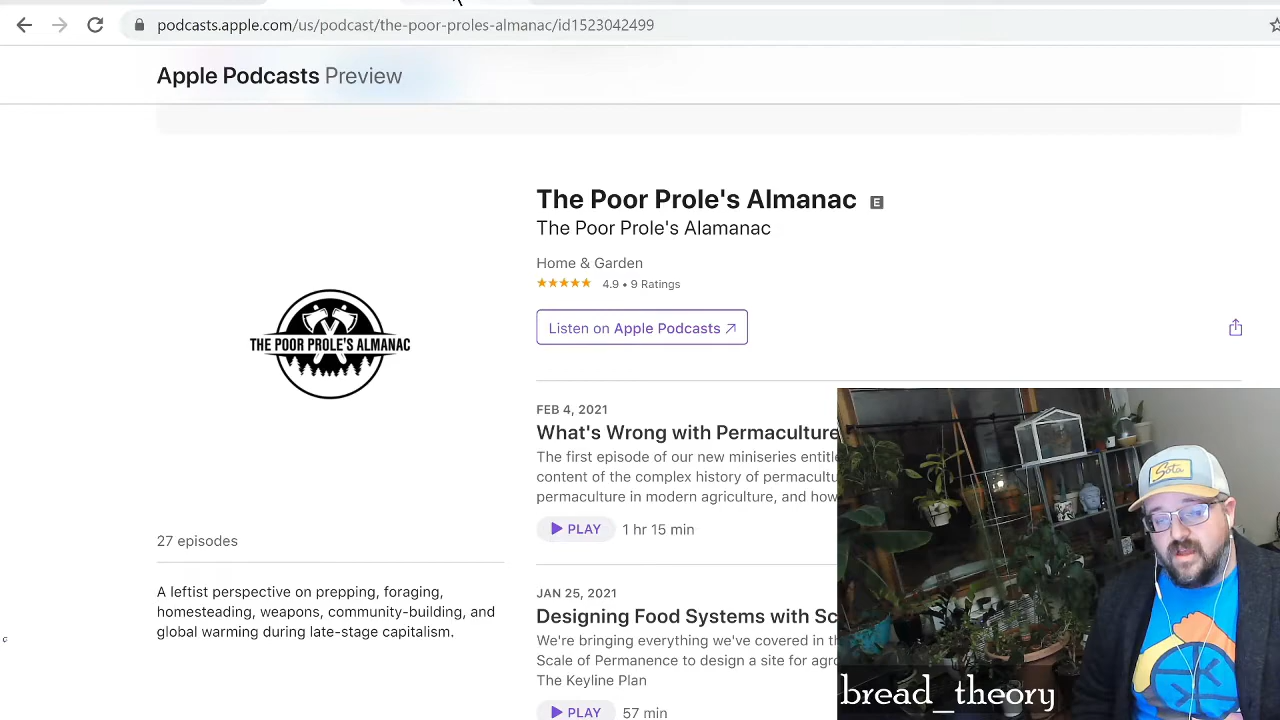 podcasts.apple.com/us/podcast/the-poor-proles-almanac/id1523042499
Apple Podcasts Preview
The Poor Prole's Almanac E
The Poor Prole's Alamanac
Home & Garden
4.9 • 9 Ratings
Listen on Apple Podcasts ↗
THE POOR PROLE'S ALMANAC
27 episodes
A leftist perspective on prepping, foraging,
homesteading, weapons, community-building, and
global warming during late-stage capitalism.
FEB 4, 2021
What's Wrong with Permaculture
The first episode of our new miniseries
content of the complex history of
permaculture in modern agriculture, and how
PLAY 1 hr 15 min
JAN 25, 2021
Designing Food Systems with
We're bringing everything we've covered in
Scale of Permanence to design a site for
The Keyline Plan
PLAY 57 min
Sota
bread_theory